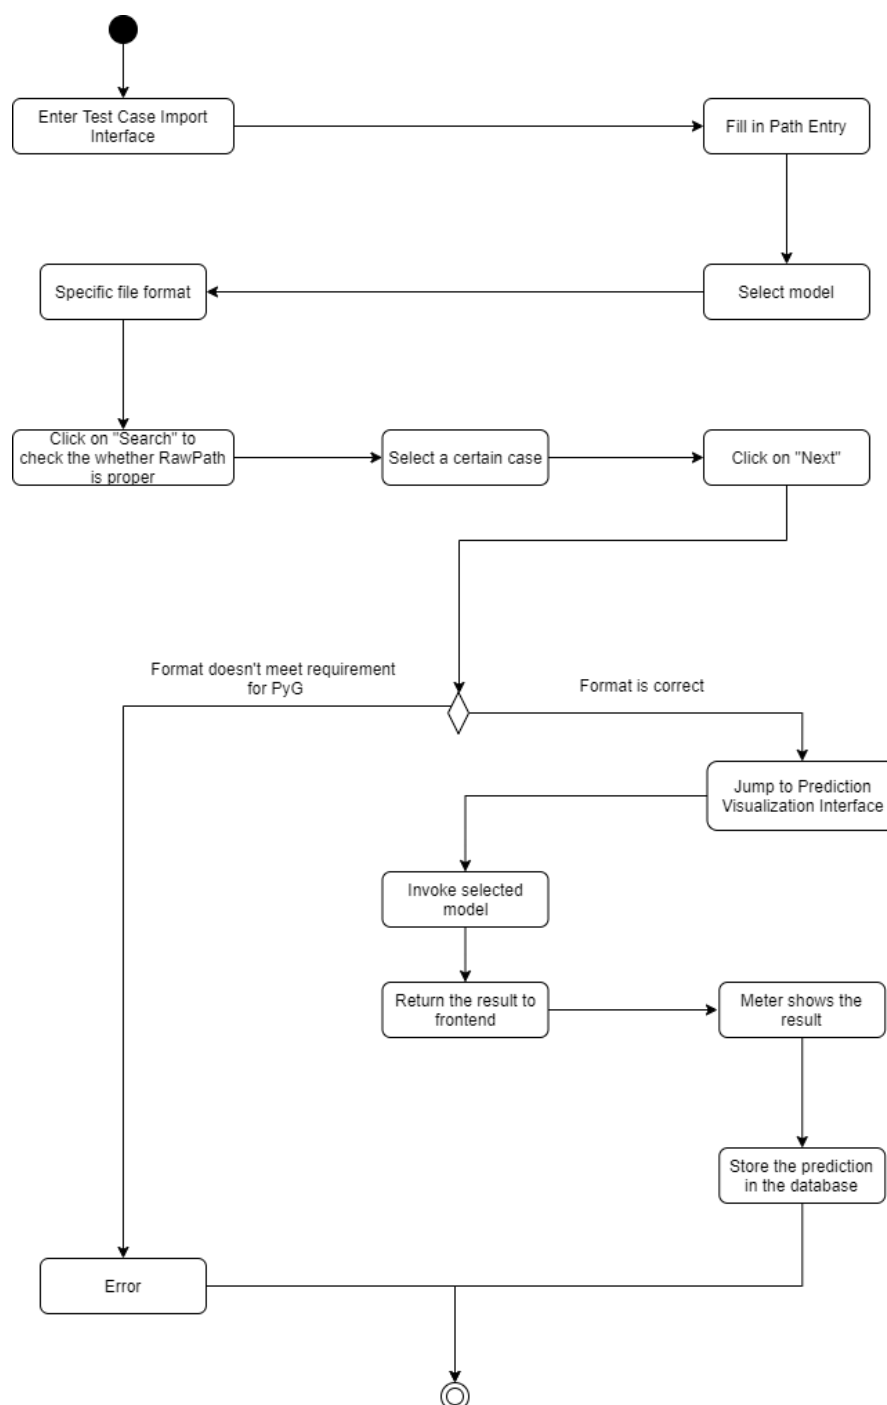 Enter Test Case Import
Interface
Fill in Path Entry
Specific file format
Select model
Click on "Search" to
check the whether RawPath
is proper
Select a certain case
Click on "Next"
Format doesn't meet requirement
for PyG
Format is correct
Jump to Prediction
Visualization Interface
Invoke selected
model
Return the result to
frontend
Meter shows the
result
Store the prediction
in the database
Error